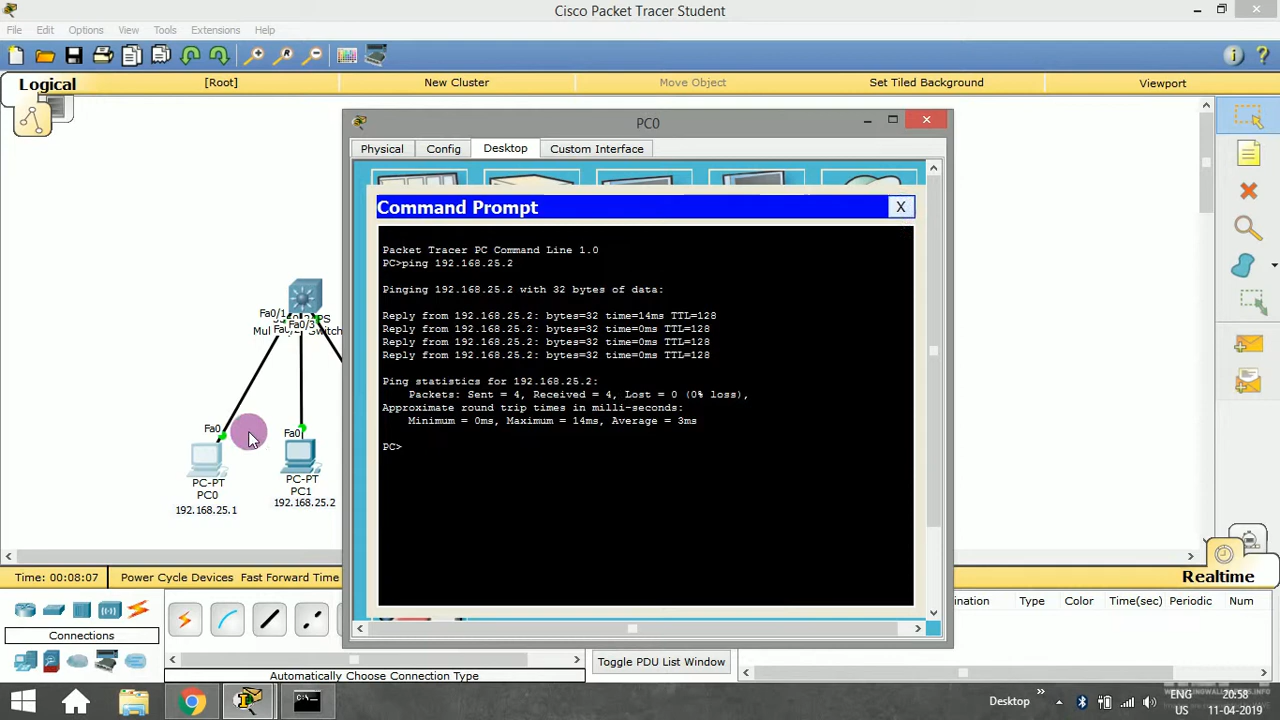 Cisco Packet Tracer Student
File Edit Options View Tools Extensions Help
Logical
[Root]
New Cluster
Move Object
Set Tiled Background
Viewport
PC0
Physical Config Desktop Custom Interface
Command Prompt
X
Packet Tracer PC Command Line 1.0
PC>ping 192.168.25.2
Pinging 192.168.25.2 with 32 bytes of data:
Reply from 192.168.25.2: bytes=32 time=14ms TTL=128
Reply from 192.168.25.2: bytes=32 time=0ms TTL=128
Reply from 192.168.25.2: bytes=32 time=0ms TTL=128
Reply from 192.168.25.2: bytes=32 time=0ms TTL=128
Ping statistics for 192.168.25.2:
Packets: Sent = 4, Received = 4, Lost = 0 (0% loss),
Approximate round trip times in milli-seconds:
Minimum = 0ms, Maximum = 14ms, Average = 3ms
PC>
Fa0/1
Fa0/3
Fa0
Fa0
PC-PT
PC0
192.168.25.1
PC-PT
PC1
192.168.25.2
Time: 00:08:07
Power Cycle Devices Fast Forward Time
Realtime
Connections
Automatically Choose Connection Type
Toggle PDU List Window
Type Color Time(sec) Periodic Num
Desktop
ENG
US
20:58
11-04-2019